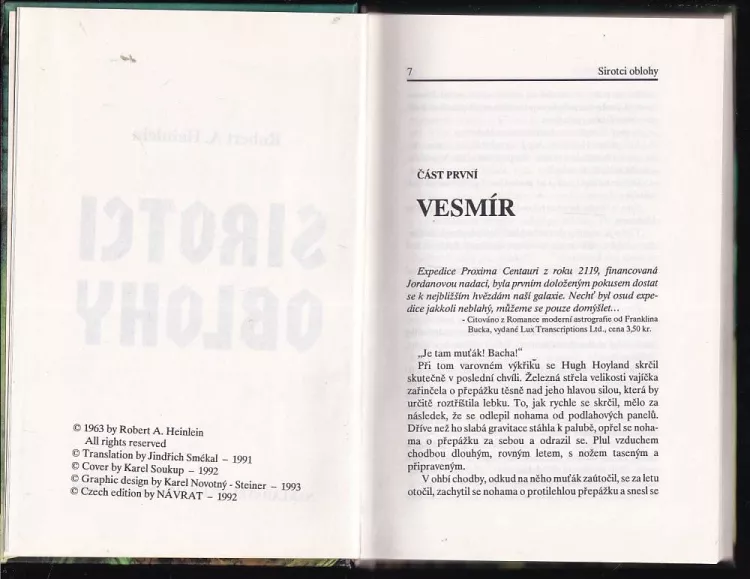 Robert A. Heinlein
SIROTCI
OBLOHY
© 1963 by Robert A. Heinlein
All rights reserved
© Translation by Jindřich Smékal – 1991
© Cover by Karel Soukup – 1992
© Graphic design by Karel Novotný - Steiner – 1993
© Czech edition by NÁVRAT – 1992
7 Sirotci oblohy
ČÁST PRVNÍ
VESMÍR
Expedice Proxima Centauri z roku 2119, financovaná
Jordanovou nadací, byla prvním doloženým pokusem dostat
se k nejbližším hvězdám naší galaxie. Nechť byl osud expe-
dice jakkoli neblahý, můžeme se pouze domýšlet…
- Citováno z Romance moderní astrografie od Franklina
Bucka, vydané Lux Transcriptions Ltd., cena 3,50 kr.
„Je tam muťák! Bacha!“
Při tom varovném výkřiku se Hugh Hoyland skrčil
skutečně v poslední chvíli. Železná střela velikosti vajíčka
zařinčela o přepážku těsně nad jeho hlavou silou, která by
určitě roztříštila lebku. To, jak rychle se skrčil, mělo za
následek, že se odlepil nohama od podlahových panelů.
Dříve než ho slabá gravitace stáhla k palubě, opřel se noha-
ma o přepážku za sebou a odrazil se. Plul vzduchem
chodbou dlouhým, rovným letem, s nožem taseným a
připraveným.
V ohbí chodby, odkud na něho muťák zaútočil, se za letu
otočil, zachytil se nohama o protilehlou přepážku a snesl se